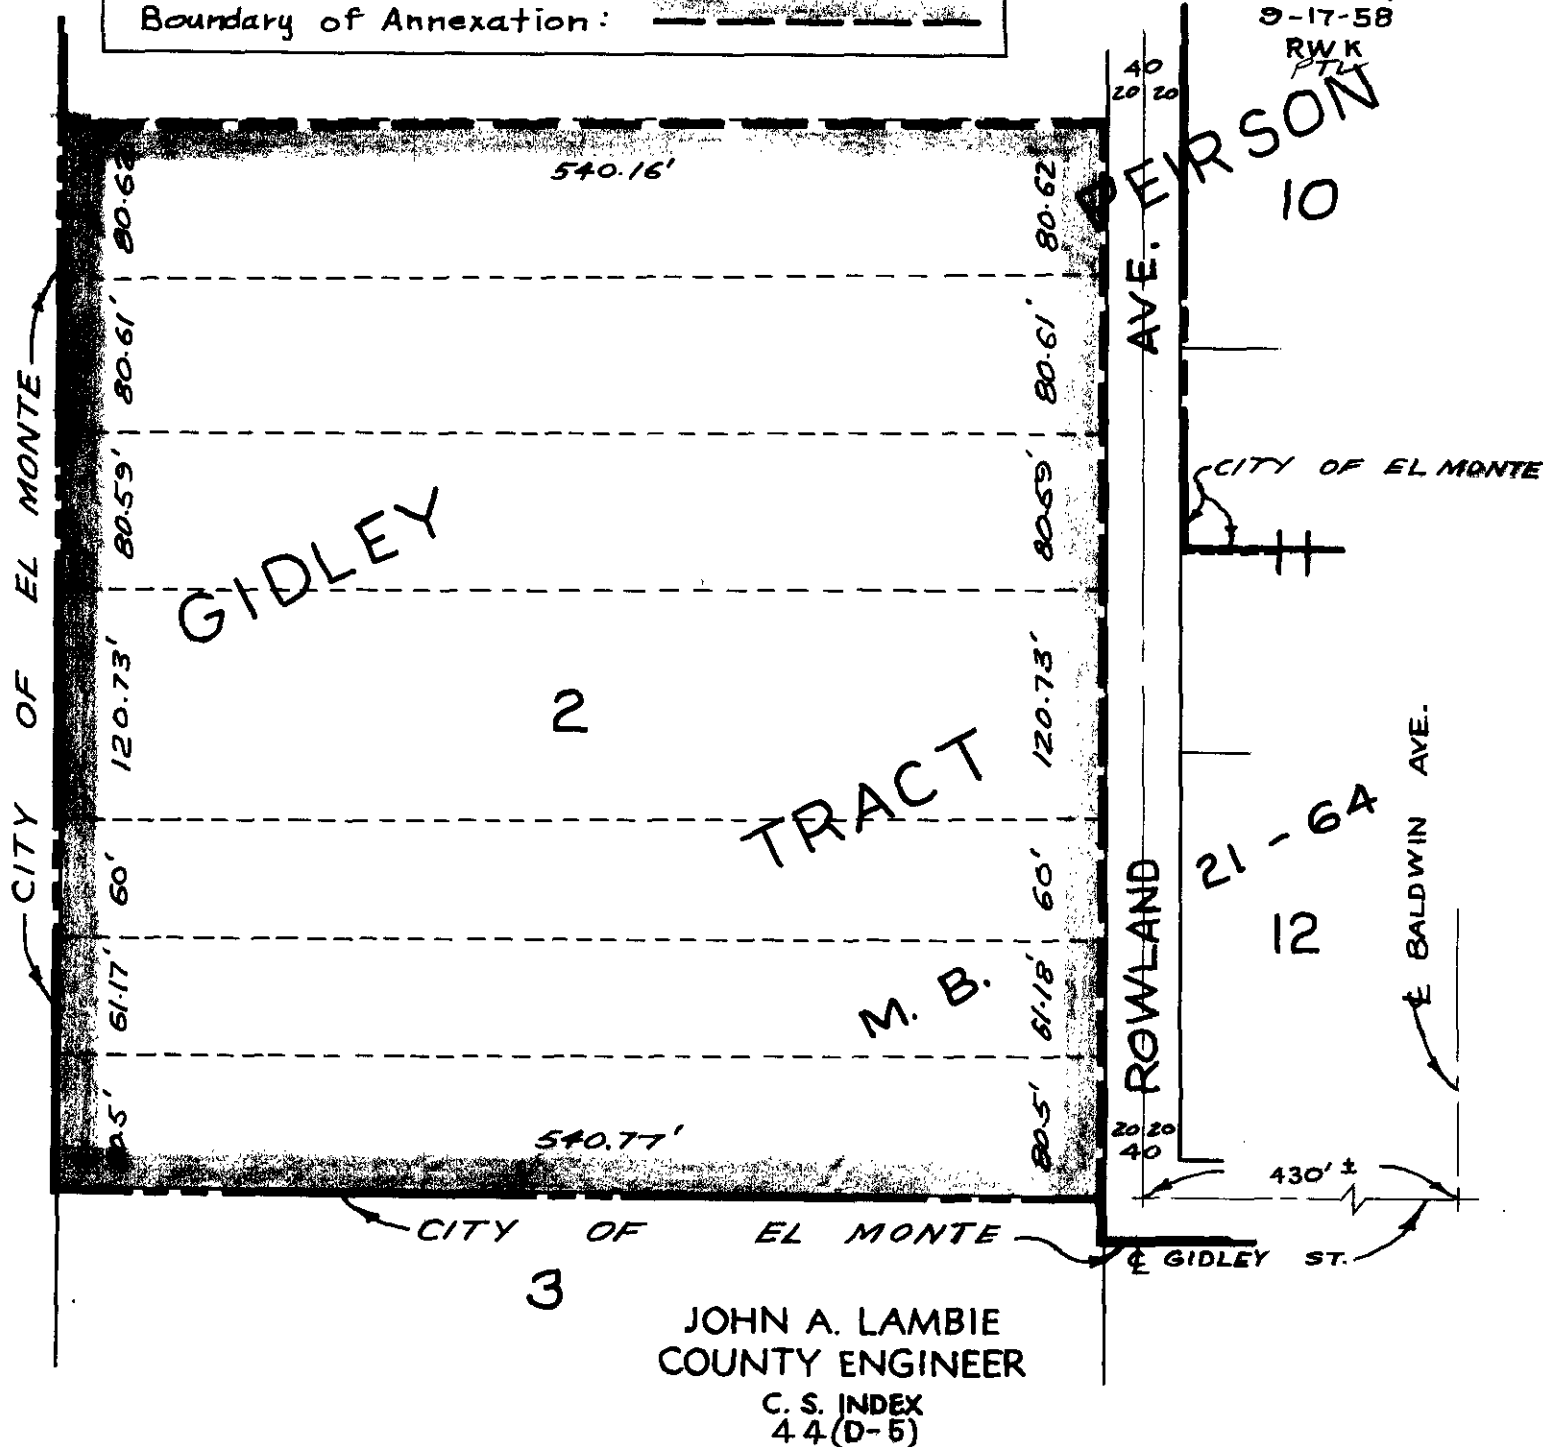 Boundary of Annexation:
9-17-58
RWK
PTL
40
20 20
PEIRSON
10
540.16'
80.62
80.62
80.61'
80.61'
80.59'
80.59'
AVE.
CITY OF EL MONTE
CITY OF EL MONTE
GIDLEY
120.73'
120.73'
2
TRACT
60'
60'
ROWLAND
21-64
12
℄ BALDWIN AVE.
61.17'
61.18'
M. B.
80.5'
540.77'
20 20
40
430' ±
CITY OF EL MONTE
℄ GIDLEY ST.
3
JOHN A. LAMBIE
COUNTY ENGINEER
C. S. INDEX
44(D-5)